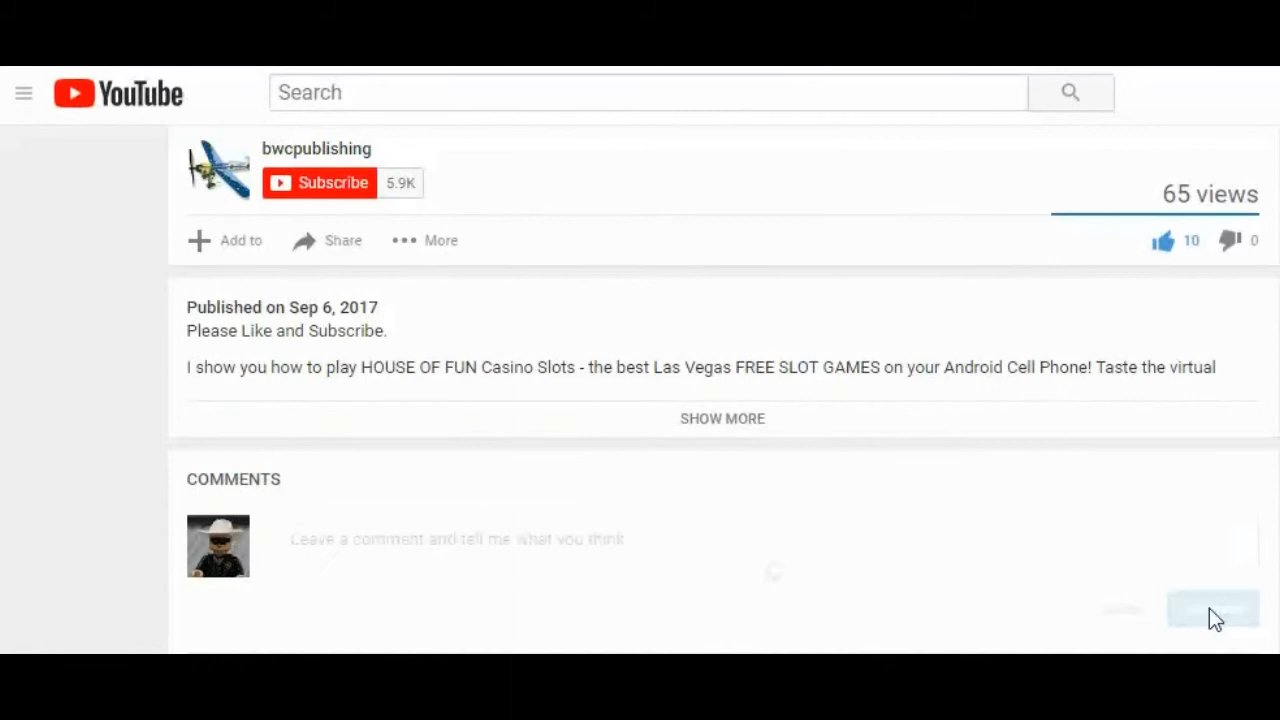 YouTube
Search
bwcpublishing
Subscribe 5.9K
65 views
Add to Share More
10 0
Published on Sep 6, 2017
Please Like and Subscribe.
I show you how to play HOUSE OF FUN Casino Slots - the best Las Vegas FREE SLOT GAMES on your Android Cell Phone! Taste the virtual
SHOW MORE
COMMENTS
Leave a comment and tell me what you think